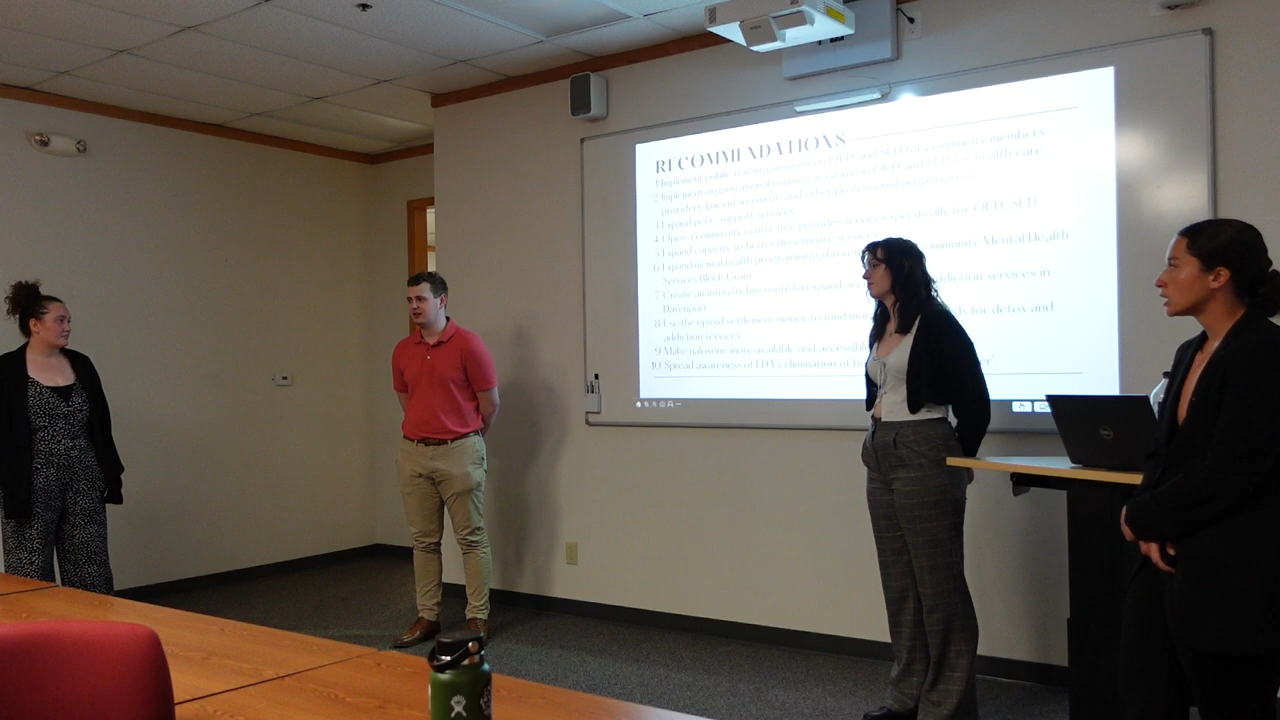 RECOMMENDATIONS
1. Implement public training sessions on OUD and SUD for community members
2. Implement organizational training sessions on OUD and SUD for health care
providers, law enforcement, and other professional organizations
3. Expand peer support services
4. Open a community center that provides services specifically for OUD/SUD
5. Expand capacity to better disseminate services
6. Expand mental health programming through Community Mental Health
Services Block Grant
7. Create an intercity bus route to expand addiction services in
Davenport
8. Use the opioid settlement money to fund for detox and
addiction services
9. Make naloxone more available and accessible
10. Spread awareness of FDA's elimination of
DELL